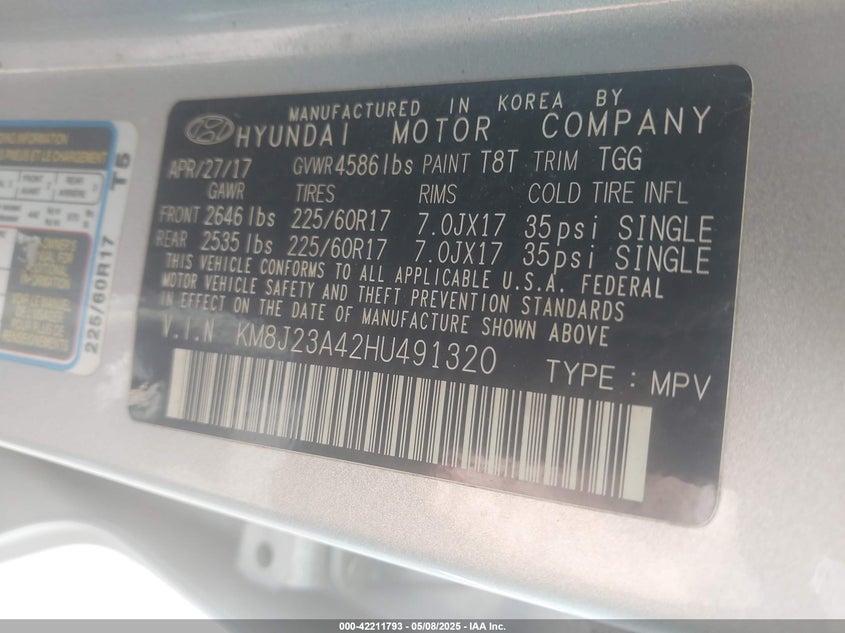 MANUFACTURED IN KOREA BY
HYUNDAI MOTOR COMPANY
APR/27/17 GVWR 4586lbs PAINT T8T TRIM TGG
GAWR TIRES RIMS COLD TIRE INFL
FRONT 2646 lbs 225/60R17 7.0JX17 35psi SINGLE
REAR 2535 lbs 225/60R17 7.0JX17 35psi SINGLE
THIS VEHICLE CONFORMS TO ALL APPLICABLE U.S.A. FEDERAL
MOTOR VEHICLE SAFETY AND THEFT PREVENTION STANDARDS
IN EFFECT ON THE DATE OF MANUFACTURE SHOWN ABOVE
V.I.N KM8J23A42HU491320
TYPE : MPV
INFORMATION
T5
225/60R17
000-42211793 - 05/08/2025 - IAA Inc.